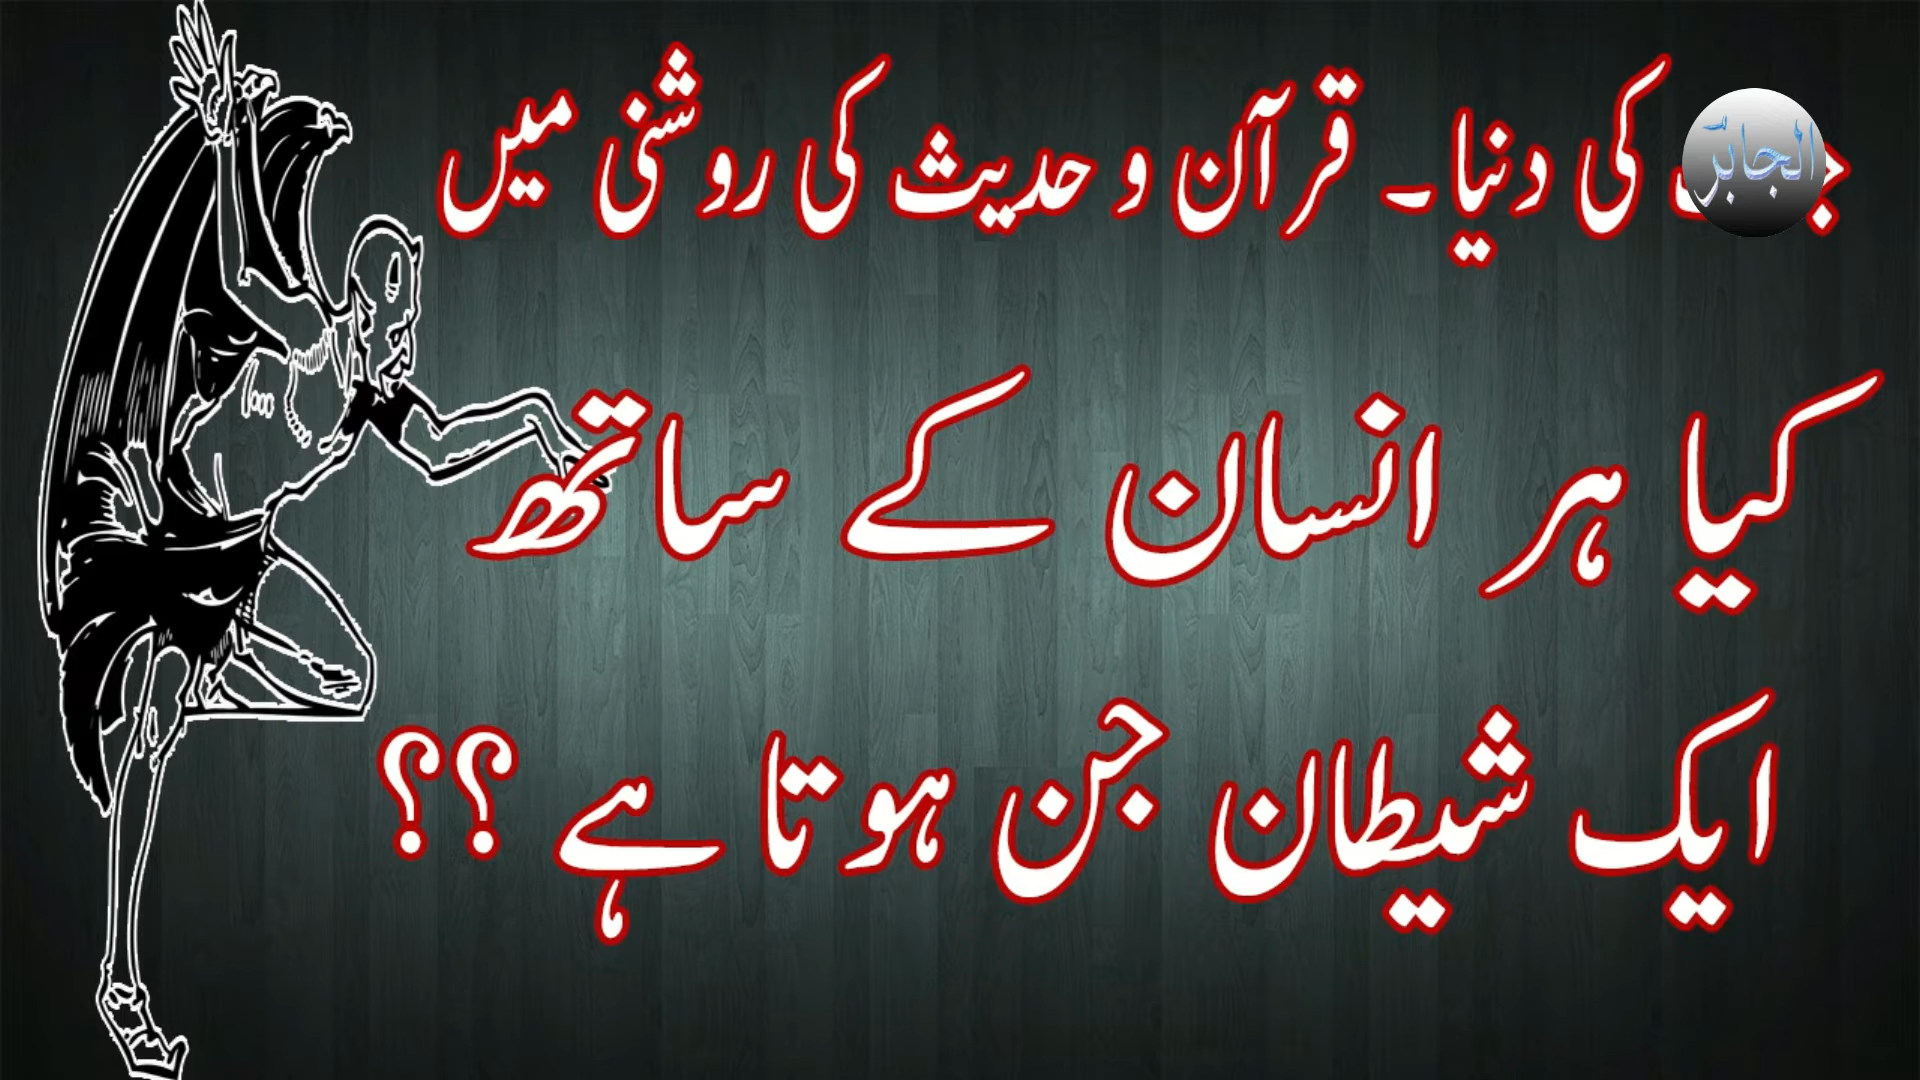 کی دنیا۔ قرآن و حدیث کی روشنی میں
الجابر
کیا ہر انسان کے ساتھ
ایک شیطان جن ہوتا ہے ؟؟